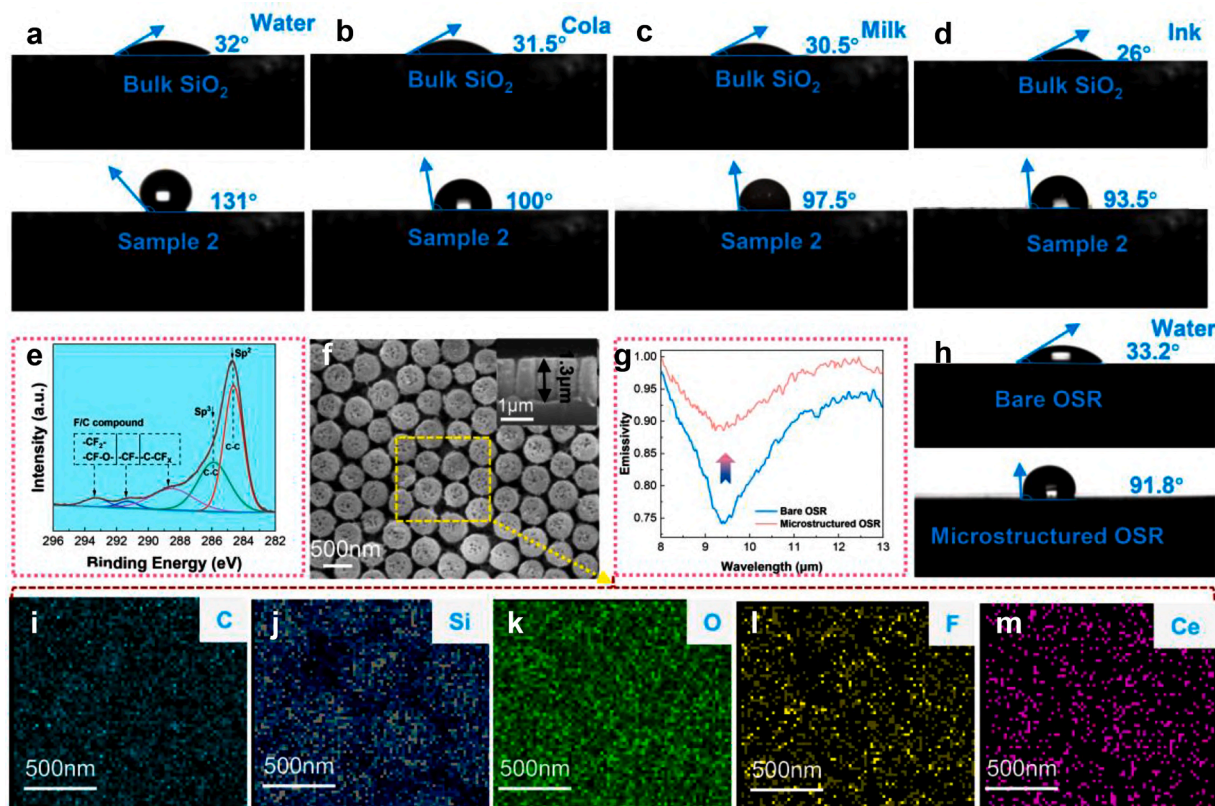 a
Water
32°
Bulk SiO₂
131°
Sample 2
b
Cola
31.5°
Bulk SiO₂
100°
Sample 2
c
Milk
30.5°
Bulk SiO₂
97.5°
Sample 2
d
Ink
26°
Bulk SiO₂
93.5°
Sample 2
e
Sp²
Sp³
F/C compound
-CF₂-
-CF-O-
-CF-
-C-CFₓ
C-C
C-C
Intensity (a.u.)
296 294 292 290 288 286 284 282
Binding Energy (eV)
f
1.3μm
1μm
500nm
g
1.00
0.95
0.90
0.85
0.80
0.75
Emissivity
Bare OSR
Microstructured OSR
8 9 10 11 12 13
Wavelength (μm)
h
Water
33.2°
Bare OSR
91.8°
Microstructured OSR
i
C
500nm
j
Si
500nm
k
O
500nm
l
F
500nm
m
Ce
500nm